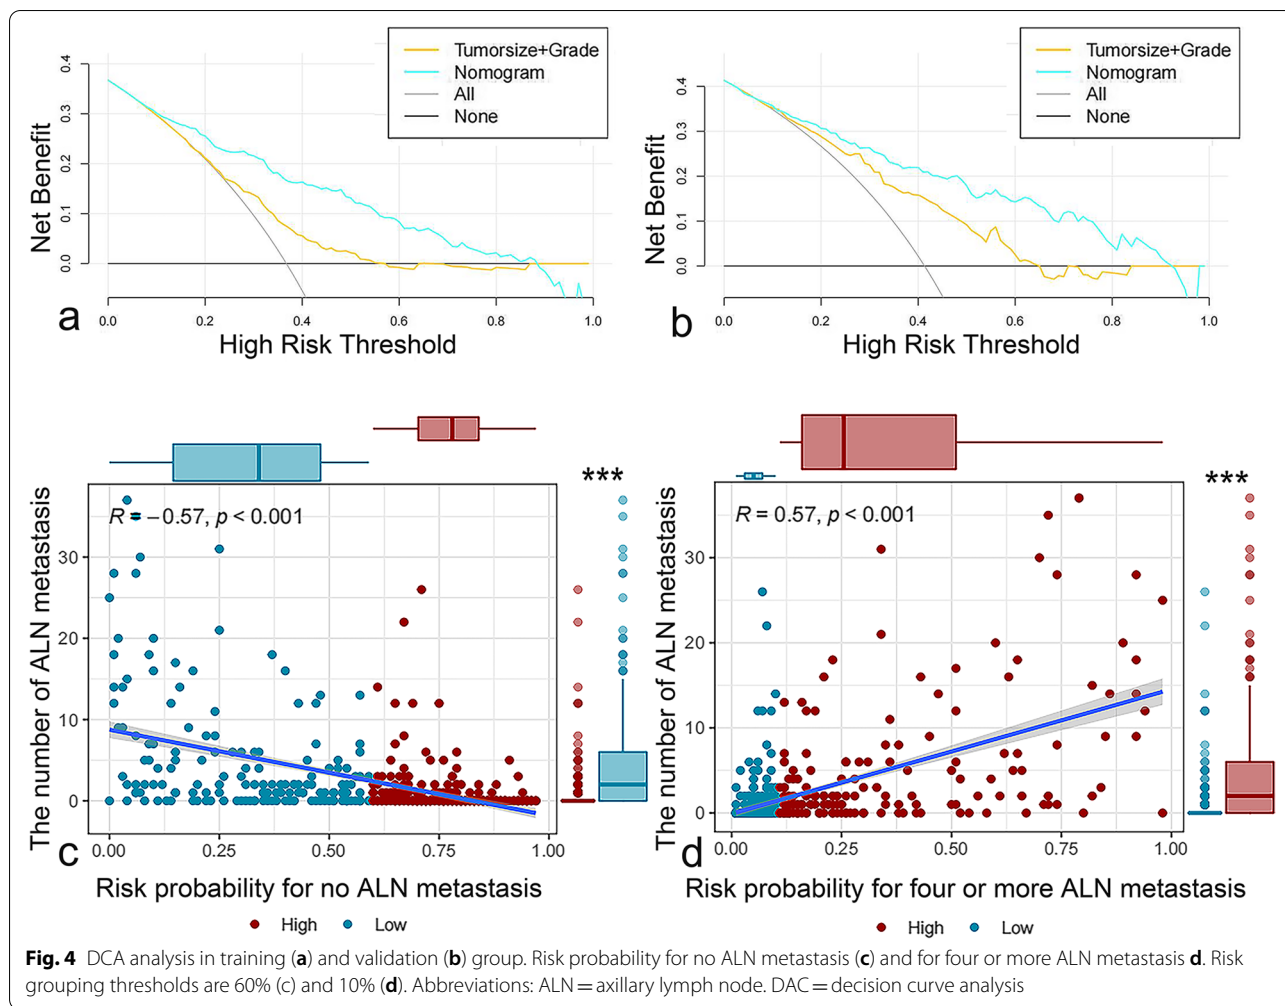 Tumorsize+Grade
Nomogram
All
None
Net Benefit
0.0 0.1 0.2 0.3 0.4
0.0 0.2 0.4 0.6 0.8 1.0
a
High Risk Threshold
Tumorsize+Grade
Nomogram
All
None
Net Benefit
0.0 0.1 0.2 0.3 0.4
0.0 0.2 0.4 0.6 0.8 1.0
b
High Risk Threshold
***
R = −0.57, p < 0.001
The number of ALN metastasis
30
20
10
0
0.00 0.25 0.50 0.75 1.00
c
Risk probability for no ALN metastasis
High Low
***
R = 0.57, p < 0.001
The number of ALN metastasis
30
20
10
0
0.00 0.25 0.50 0.75 1.00
d
Risk probability for four or more ALN metastasis
High Low
Fig. 4 DCA analysis in training (a) and validation (b) group. Risk probability for no ALN metastasis (c) and for four or more ALN metastasis d. Risk
grouping thresholds are 60% (c) and 10% (d). Abbreviations: ALN = axillary lymph node. DAC = decision curve analysis